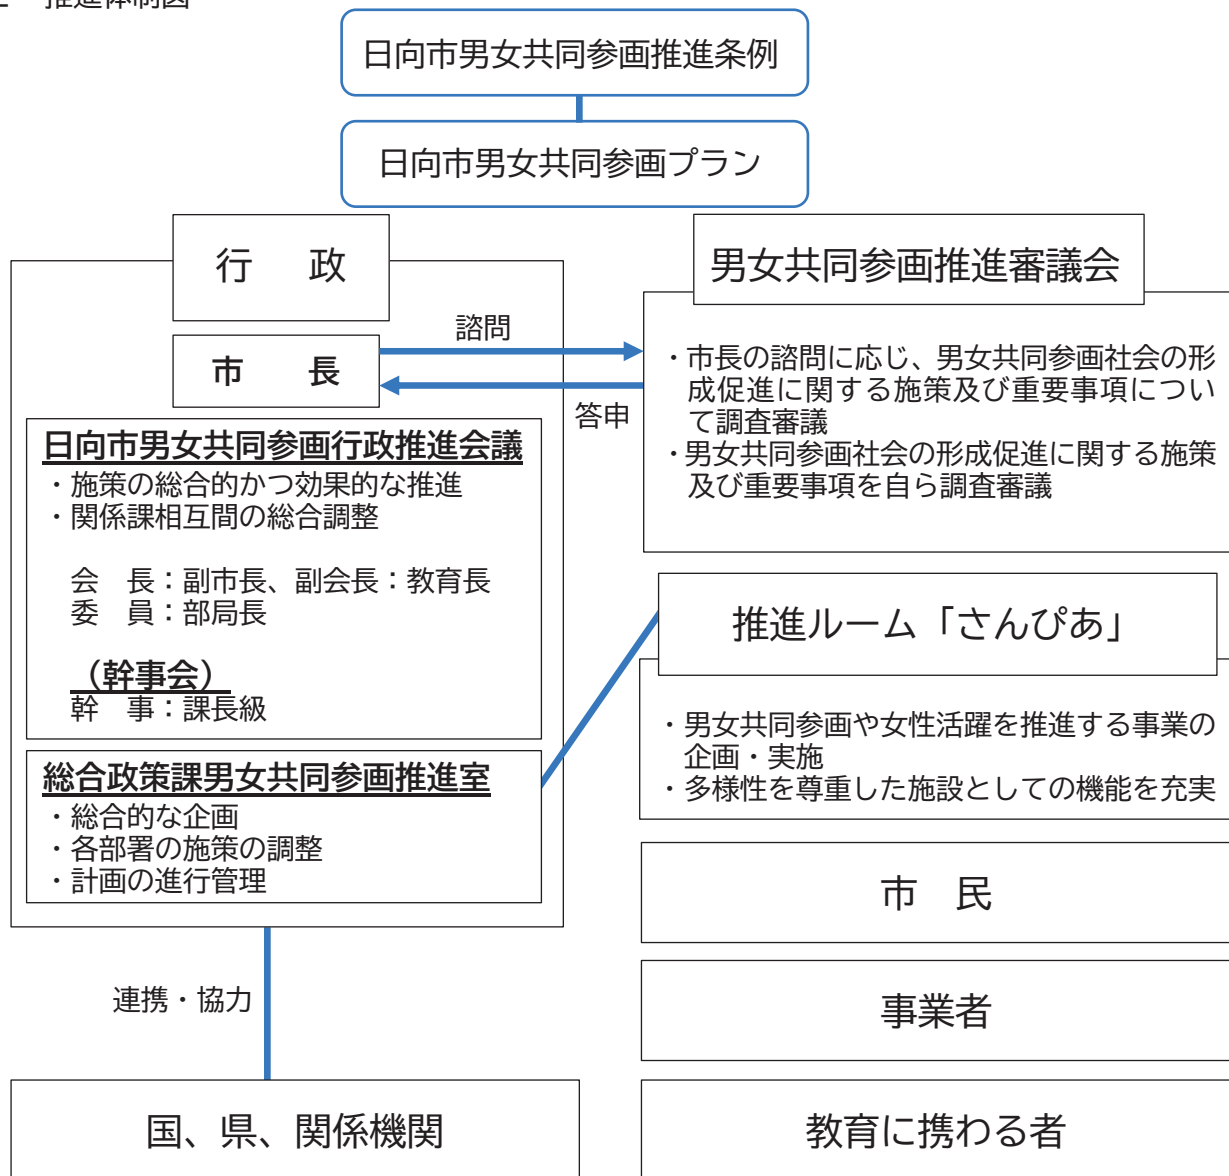 推進体制図
日向市男女共同参画推進条例
日向市男女共同参画プラン
行　政
市　長
諮問
答申
日向市男女共同参画行政推進会議
・施策の総合的かつ効果的な推進
・関係課相互間の総合調整
会　長：副市長、副会長：教育長
委　員：部局長
（幹事会）
幹　事：課長級
総合政策課男女共同参画推進室
・総合的な企画
・各部署の施策の調整
・計画の進行管理
連携・協力
国、県、関係機関
男女共同参画推進審議会
・市長の諮問に応じ、男女共同参画社会の形
成促進に関する施策及び重要事項につい
て調査審議
・男女共同参画社会の形成促進に関する施策
及び重要事項を自ら調査審議
推進ルーム「さんぴあ」
・男女共同参画や女性活躍を推進する事業の
企画・実施
・多様性を尊重した施設としての機能を充実
市　民
事業者
教育に携わる者